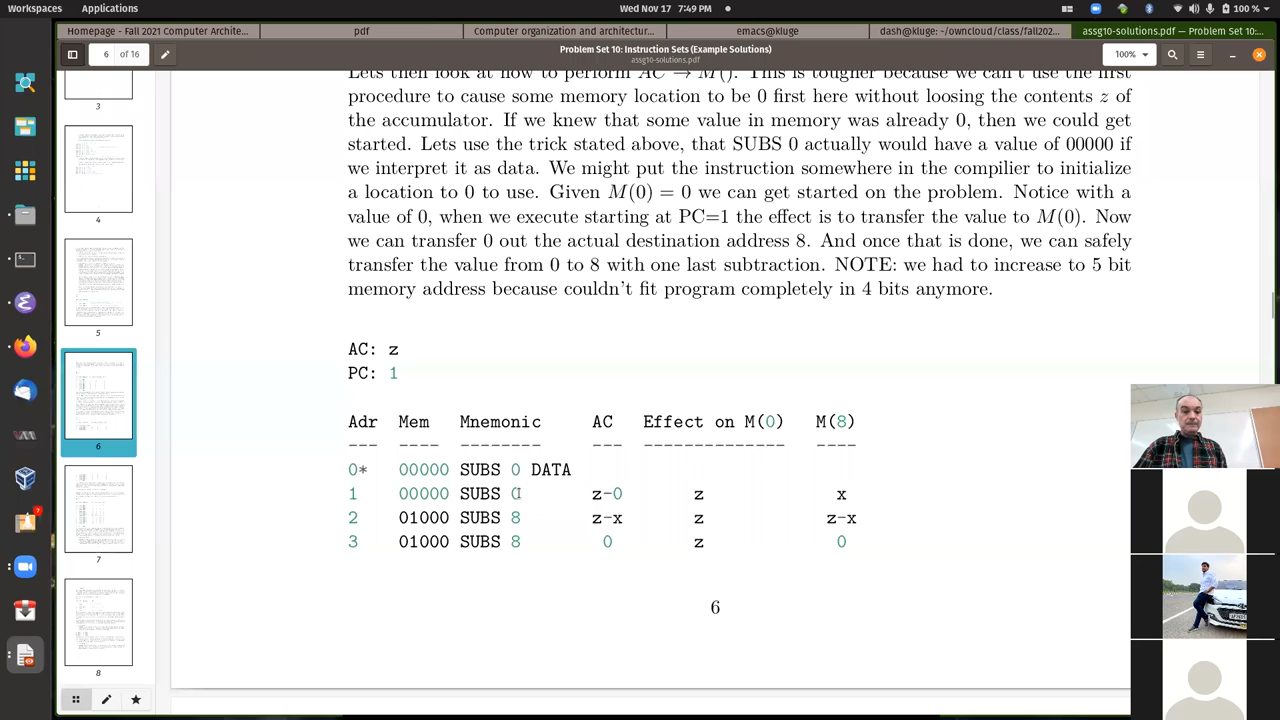 Workspaces Applications Wed Nov 17 7:49 PM 100 %
Homepage - Fall 2021 Computer Archite... pdf Computer organization and architectur... emacs@kluge dash@kluge: ~/owncloud/class/fall202... assg10-solutions.pdf — Problem Set 10:...
6 of 16 Problem Set 10: Instruction Sets (Example Solutions) 100%
assg10-solutions.pdf
Lets then look at how to perform AC → M(). This is tougher because we can't use the first
procedure to cause some memory location to be 0 first here without loosing the contents z of
the accumulator. If we knew that some value in memory was already 0, then we could get
started. Lets use the trick stated above, that SUBS 0 actually would have a value of 00000 if
we interpret it as data. We might put the instruction somewhere in the compilier to initialize
a location to 0 to use. Given M(0) = 0 we can get started on the problem. Notice with a
value of 0, when we execute starting at PC=1 the effect is to transfer the value to M(0). Now
we can transfer 0 out the actual destination address 8. And once that is done, we can safely
transfer the value from 0 to 8 with one last subtraction. NOTE: we had to increase to 5 bit
memory address because couldn't fit program completely in 4 bits anymore.
AC: z
PC: 1
Adr Mem Mnemonic AC Effect on M(0) M(8)
--- ---- -------- --- -------------- ----
0* 00000 SUBS 0 DATA
1 00000 SUBS 0 z-0 z x
2 01000 SUBS 8 z-x z z-x
3 01000 SUBS 8 0 z 0
6
3
4
5
6
7
8
7